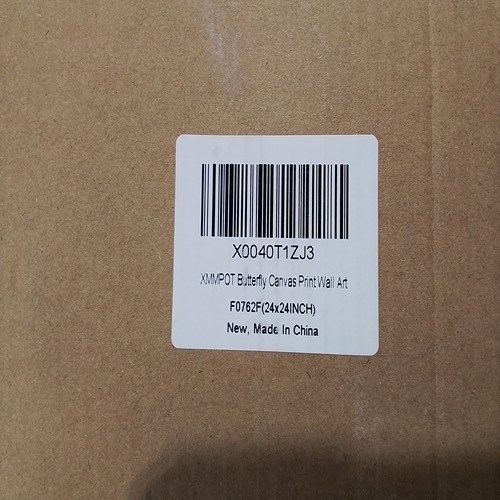 X0040T1ZJ3
XMMPOT Butterfly Canvas Print Wall Art
F0762F(24x24INCH)
New, Made In China